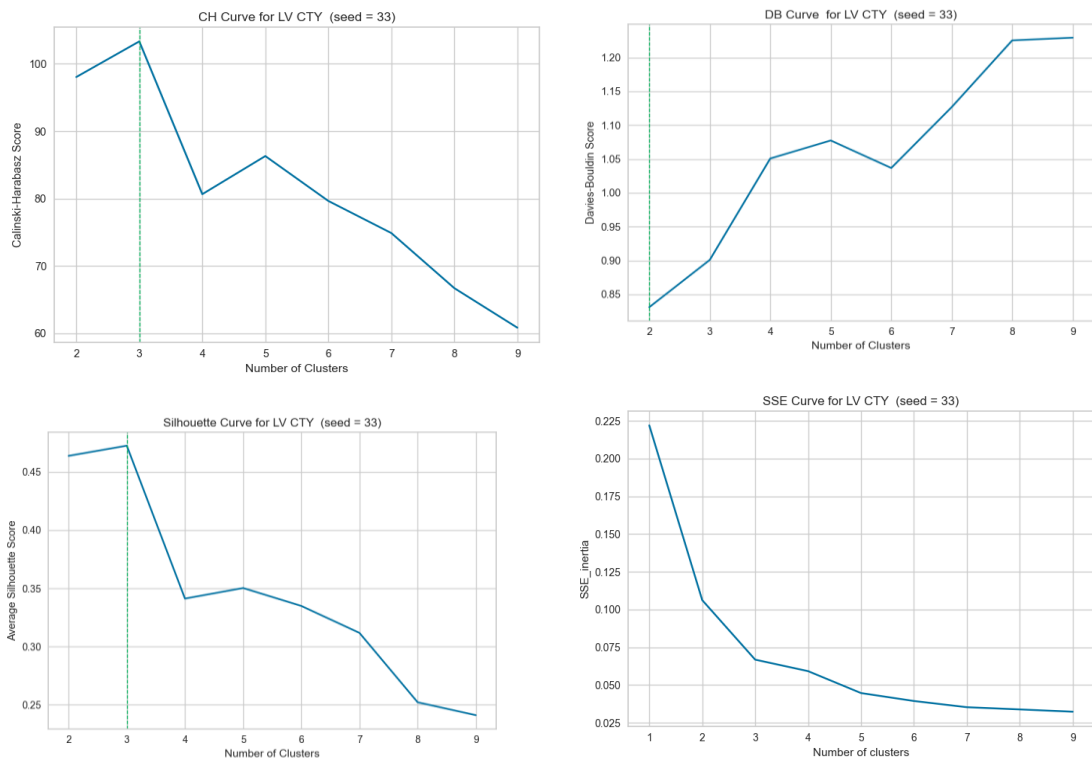 CH Curve for LV CTY (seed = 33)
Calinski-Harabasz Score
100
90
80
70
60
2 3 4 5 6 7 8 9
Number of Clusters
DB Curve for LV CTY (seed = 33)
Davies-Bouldin Score
1.20
1.15
1.10
1.05
1.00
0.95
0.90
0.85
2 3 4 5 6 7 8 9
Number of Clusters
Silhouette Curve for LV CTY (seed = 33)
Average Silhouette Score
0.45
0.40
0.35
0.30
0.25
2 3 4 5 6 7 8 9
Number of Clusters
SSE Curve for LV CTY (seed = 33)
SSE_inertia
0.225
0.200
0.175
0.150
0.125
0.100
0.075
0.050
0.025
1 2 3 4 5 6 7 8 9
Number of clusters